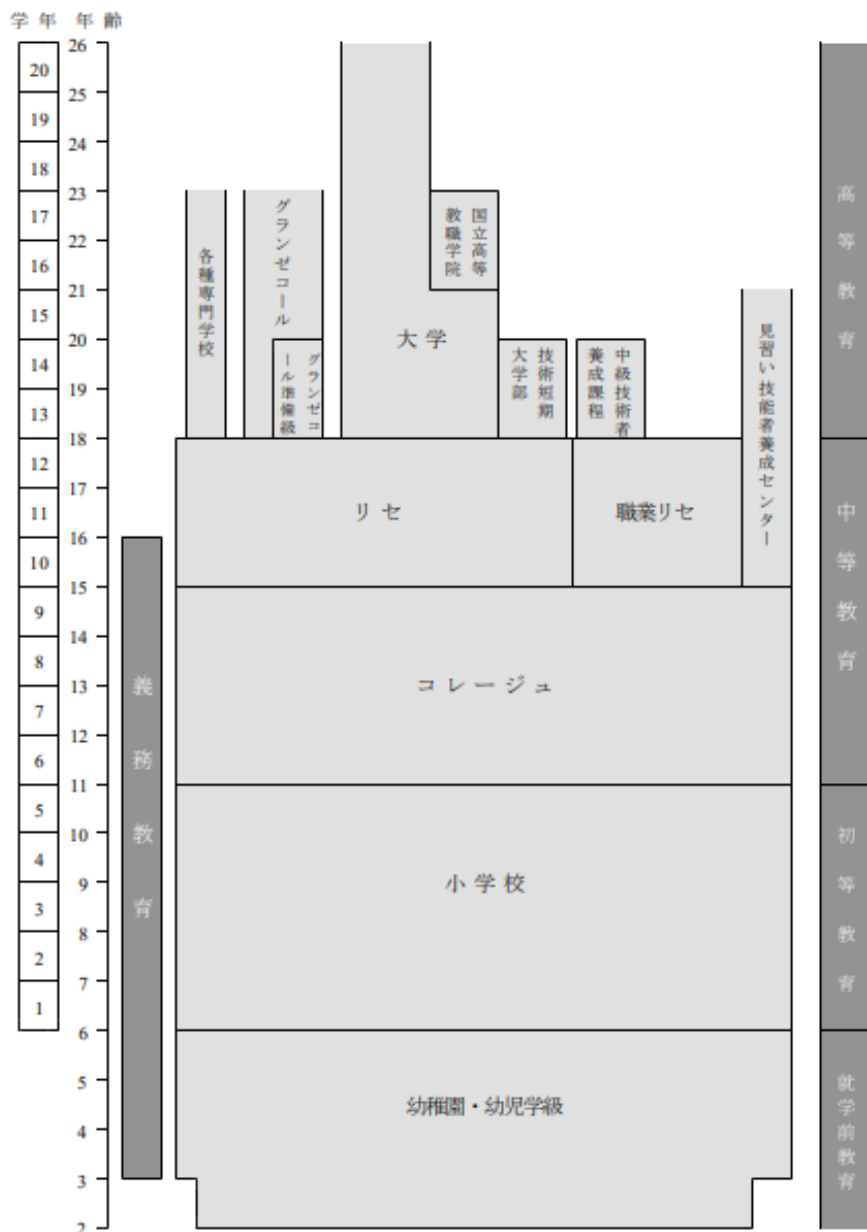 学年 年齢
26
20
25
19
24
18
23
17
22
16
21
15
20
14
19
13
18
12
17
11
16
10
15
9
14
8
13
7
12
6
11
5
10
4
9
3
8
2
7
1
6
5
4
3
2
義務教育
各種専門学校
グランゼコール
グランゼコ
ール準備級
大学
国立高等
教職学院
技術短期
大学部
中級技術者
養成課程
見習い技能者養成センター
リセ
職業リセ
コレージュ
小学校
幼稚園・幼児学級
高等教育
中等教育
初等教育
就学前教育